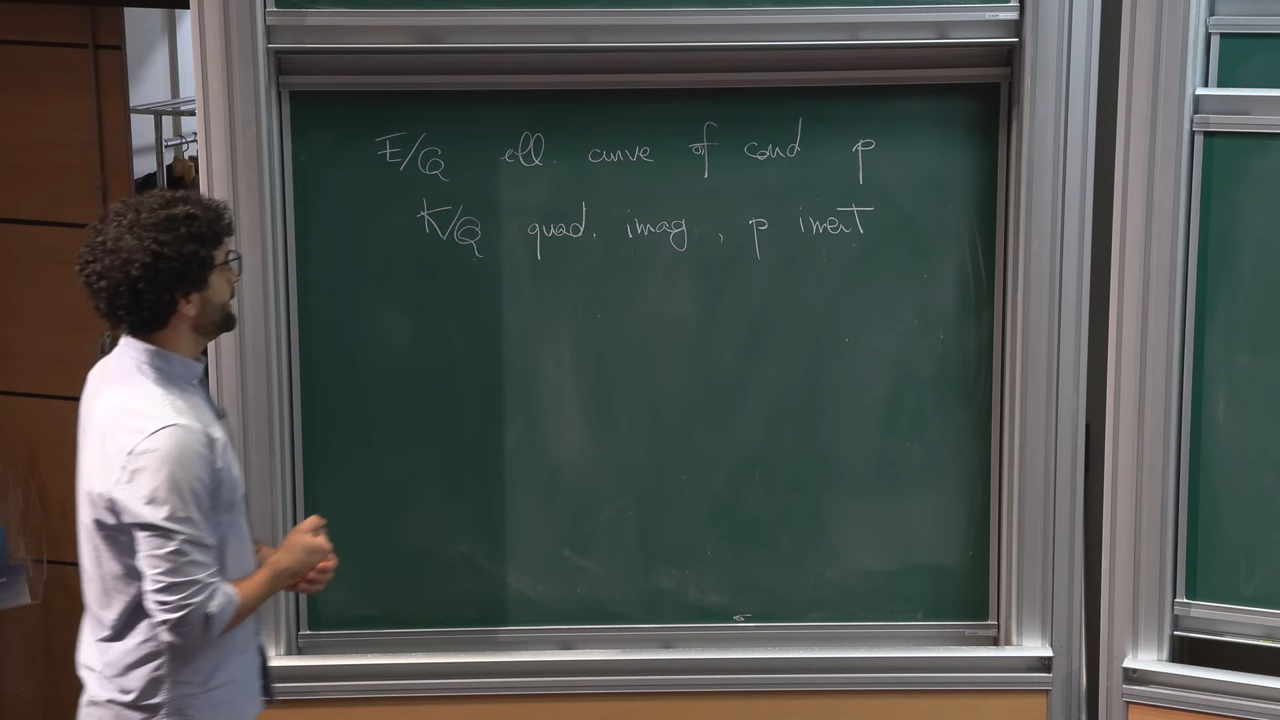 E/Q ell. curve of cond p
K/Q quad. imag, p inert